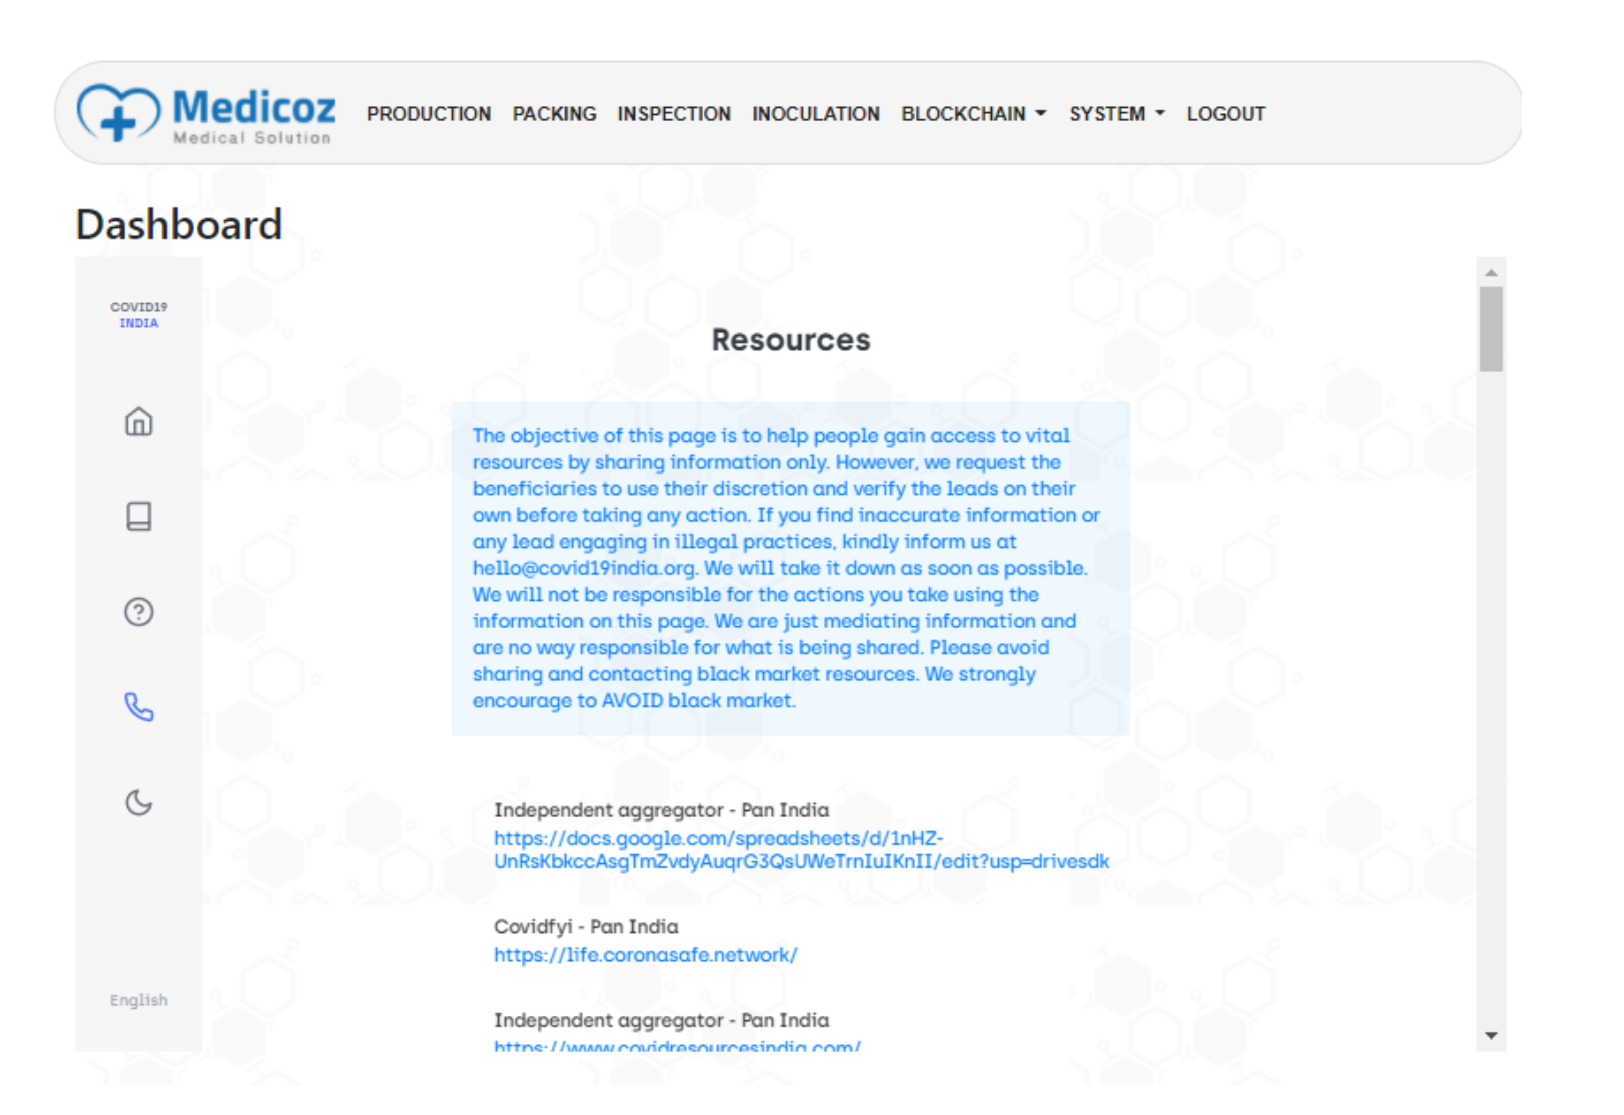 Medicoz
Medical Solution
PRODUCTION PACKING INSPECTION INOCULATION BLOCKCHAIN SYSTEM LOGOUT
Dashboard
COVID19
INDIA
English
Resources
The objective of this page is to help people gain access to vital
resources by sharing information only. However, we request the
beneficiaries to use their discretion and verify the leads on their
own before taking any action. If you find inaccurate information or
any lead engaging in illegal practices, kindly inform us at
hello@covid19india.org. We will take it down as soon as possible.
We will not be responsible for the actions you take using the
information on this page. We are just mediating information and
are no way responsible for what is being shared. Please avoid
sharing and contacting black market resources. We strongly
encourage to AVOID black market.
Independent aggregator - Pan India
https://docs.google.com/spreadsheets/d/1nHZ-
UnRsKbkccAsgTmZvdyAuqrG3QsUWeTrnIuIKnII/edit?usp=drivesdk
Covidfyi - Pan India
https://life.coronasafe.network/
Independent aggregator - Pan India
https://www.covidresourcesindia.com/